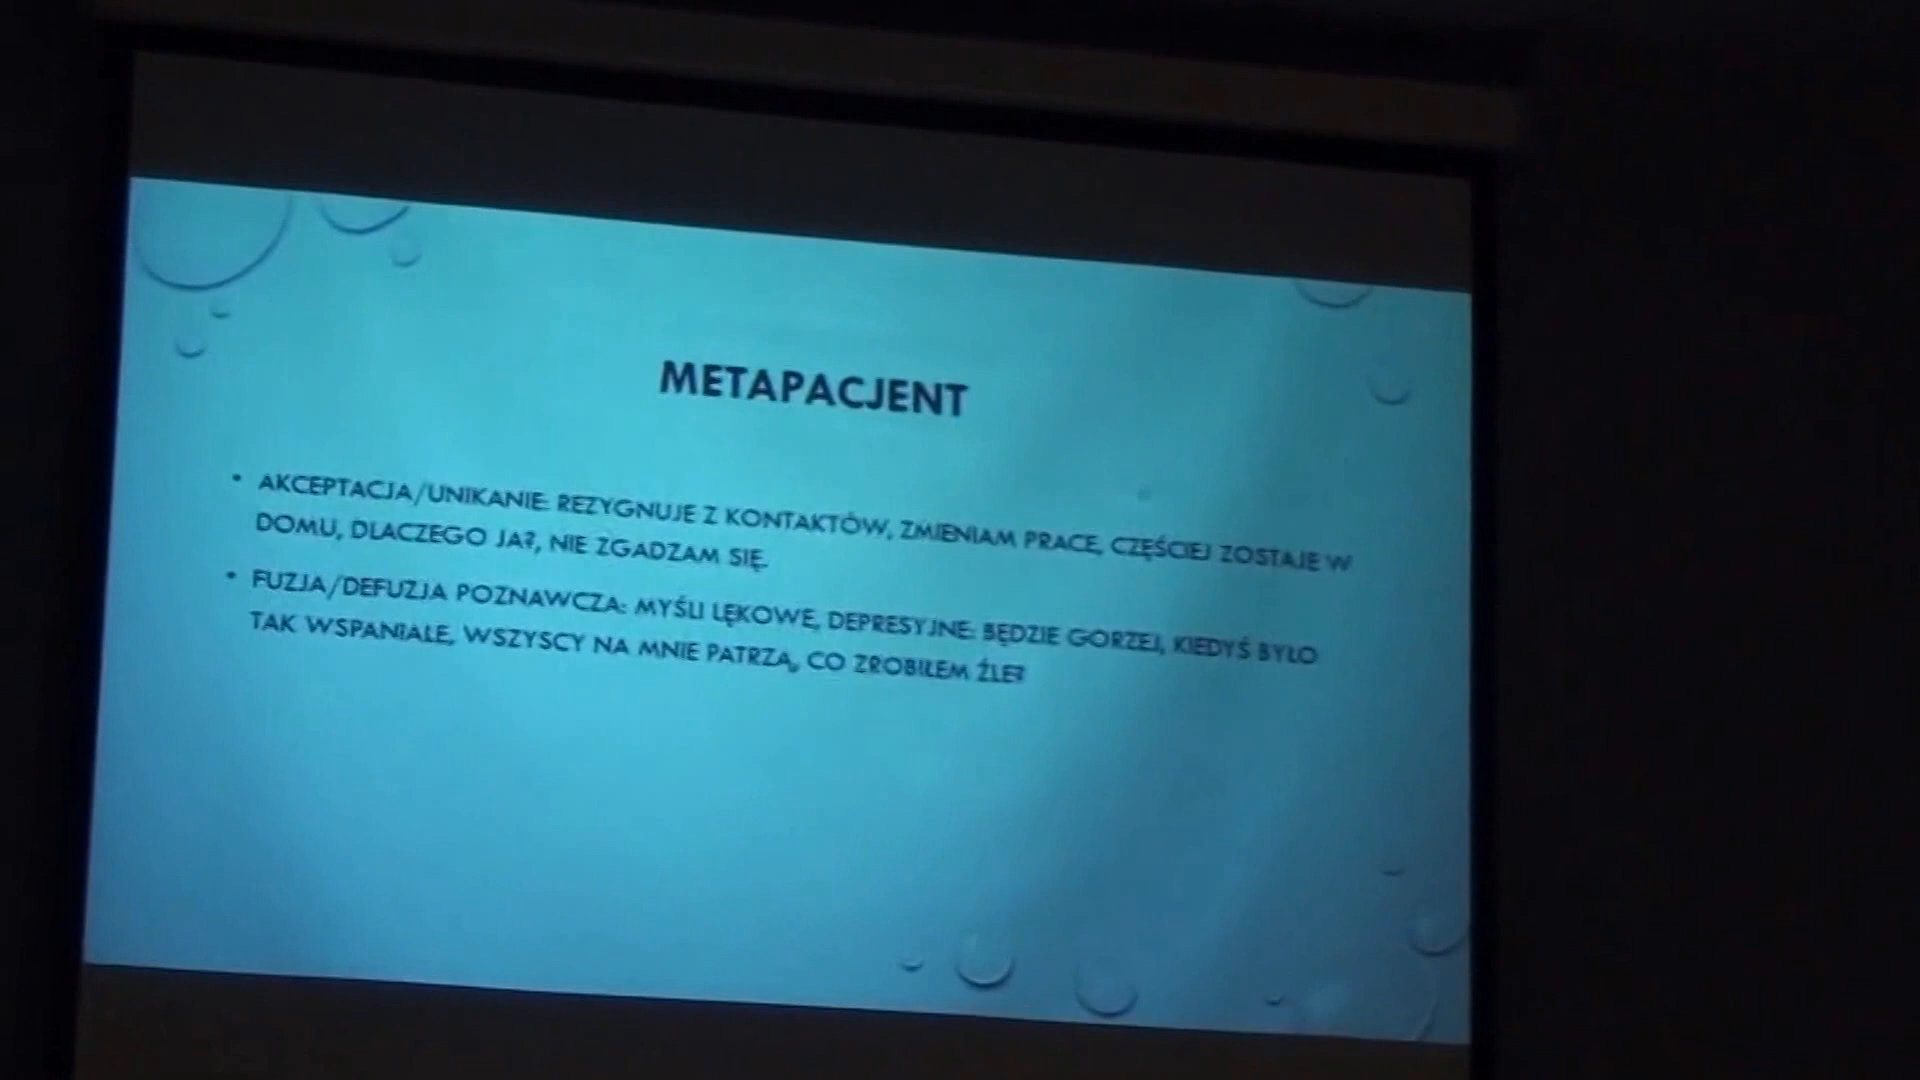 METAPACJENT
• AKCEPTACJA/UNIKANIE: REZYGNUJE Z KONTAKTÓW, ZMIENIAM PRACE, CZĘŚCIEJ ZOSTAJE W
DOMU, DLACZEGO JA?, NIE ZGADZAM SIĘ.
• FUZJA/DEFUZJA POZNAWCZA: MYŚLI LĘKOWE, DEPRESYJNE: BĘDZIE GORZEJ, KIEDYŚ BYŁO
TAK WSPANIALE, WSZYSCY NA MNIE PATRZĄ, CO ZROBIŁEM ŹLE?